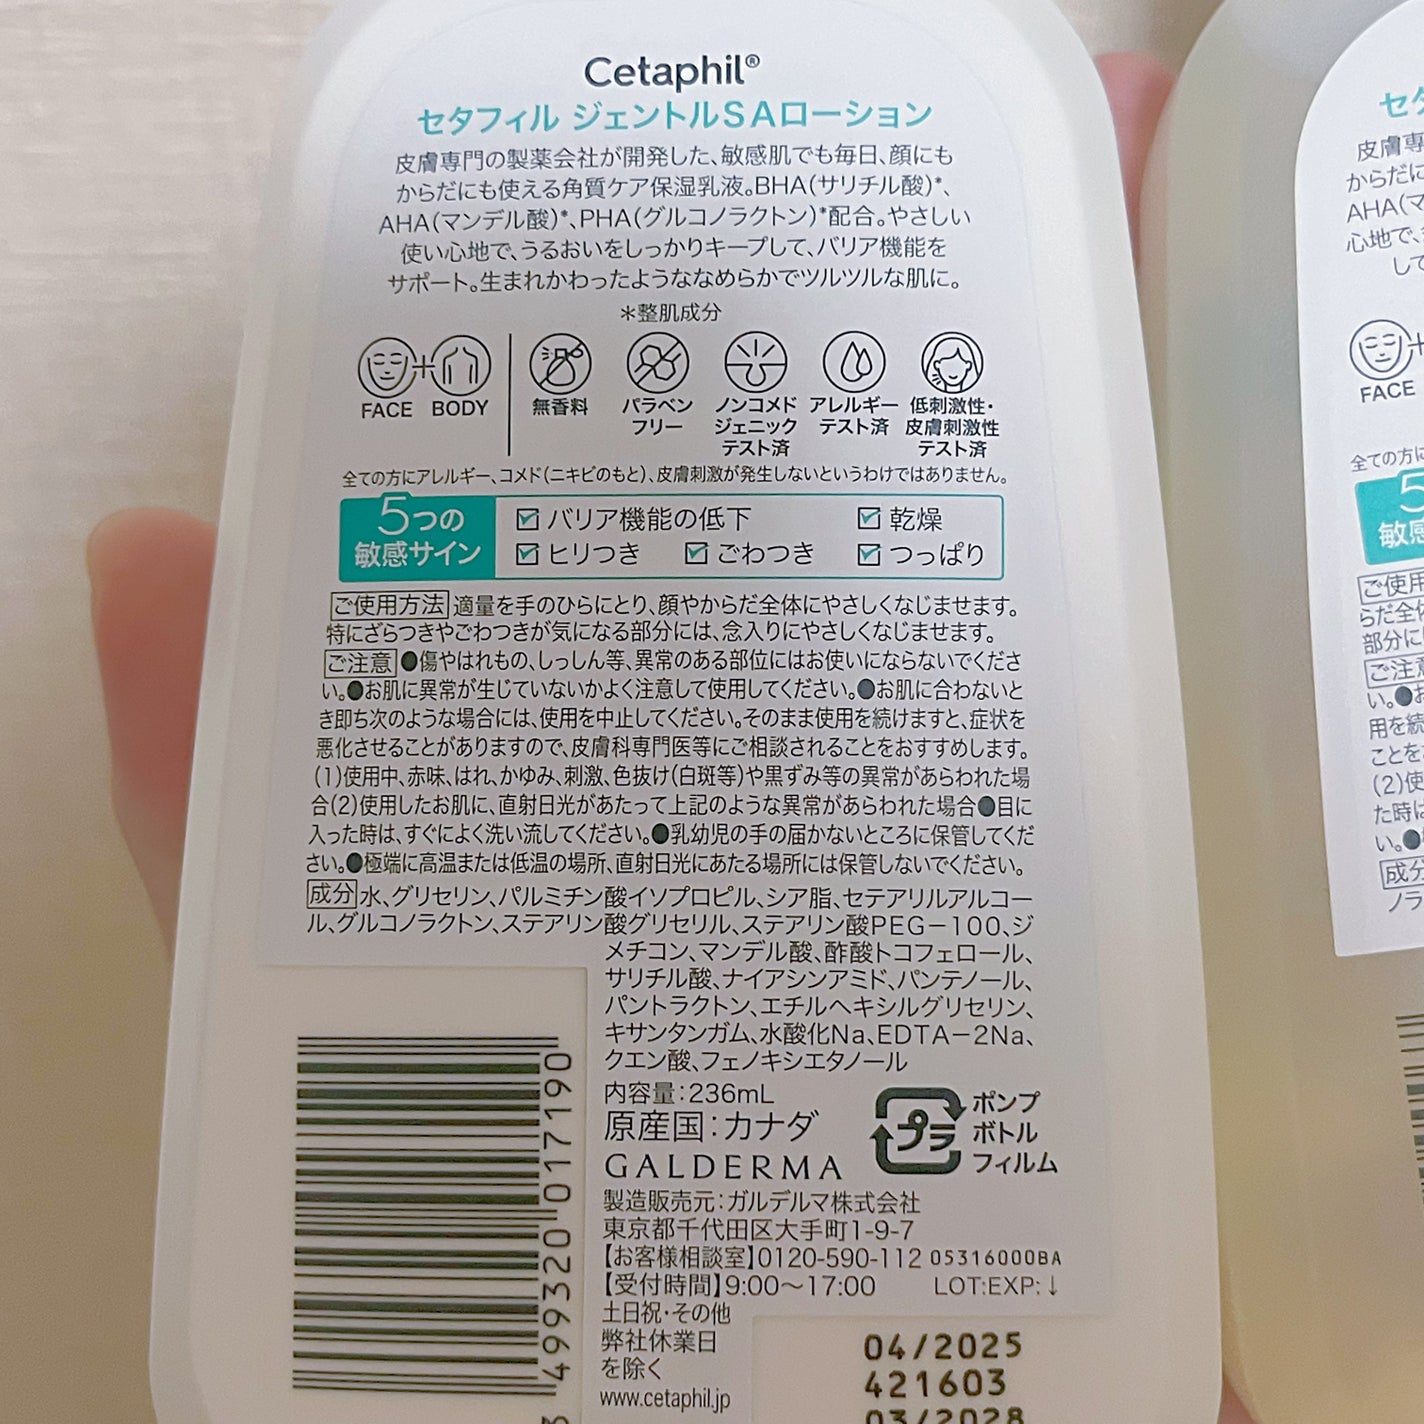 Cetaphil®
セタフィル ジェントルSAローション
皮膚専門の製薬会社が開発した、敏感肌でも毎日、顔にも
からだにも使える角質ケア保湿乳液。BHA(サリチル酸)*、
AHA(マンデル酸)*、PHA(グルコノラクトン)*配合。やさしい
使い心地で、うるおいをしっかりキープして、バリア機能を
サポート。生まれかわったようななめらかでツルツルな肌に。
＊整肌成分
FACE + BODY
無香料
パラベン
フリー
ノンコメド
ジェニック
テスト済
アレルギー
テスト済
低刺激性・
皮膚刺激性
テスト済
全ての方にアレルギー、コメド(ニキビのもと)、皮膚刺激が発生しないというわけではありません。
5つの
敏感サイン
バリア機能の低下 乾燥
ヒリつき ごわつき つっぱり
ご使用方法 適量を手のひらにとり、顔やからだ全体にやさしくなじませます。
特にざらつきやごわつきが気になる部分には、念入りにやさしくなじませます。
ご注意 ●傷やはれもの、しっしん等、異常のある部位にはお使いにならないでくださ
い。●お肌に異常が生じていないかよく注意して使用してください。●お肌に合わないと
き即ち次のような場合には、使用を中止してください。そのまま使用を続けますと、症状を
悪化させることがありますので、皮膚科専門医等にご相談されることをおすすめします。
(1)使用中、赤味、はれ、かゆみ、刺激、色抜け(白斑等)や黒ずみ等の異常があらわれた場
合(2)使用したお肌に、直射日光があたって上記のような異常があらわれた場合●目に
入った時は、すぐによく洗い流してください。●乳幼児の手の届かないところに保管してくだ
さい。●極端に高温または低温の場所、直射日光にあたる場所には保管しないでください。
成分 水、グリセリン、パルミチン酸イソプロピル、シア脂、セテアリルアルコー
ル、グルコノラクトン、ステアリン酸グリセリル、ステアリン酸PEG－100、ジ
メチコン、マンデル酸、酢酸トコフェロール、
サリチル酸、ナイアシンアミド、パンテノール、
パントラクトン、エチルヘキシルグリセリン、
キサンタンガム、水酸化Na、EDTA－2Na、
クエン酸、フェノキシエタノール
内容量：236mL
原産国：カナダ
GALDERMA
プラ
ポンプ
ボトル
フィルム
製造販売元：ガルデルマ株式会社
東京都千代田区大手町1-9-7
【お客様相談室】0120-590-112 05316000BA
【受付時間】9:00～17:00 LOT:EXP:↓
土日祝・その他
弊社休業日
を除く
www.cetaphil.jp
04/2025
421603
03/2028
3 499320 017190
皮膚専
からだに
AHA(マ
心地で、
して
FACE
全ての方に
5
敏感
ご使用
らだ全体
部分に
ご注意
い。●お
用を続
ことを
(2)使
た時は
い。●
成分
ノラ